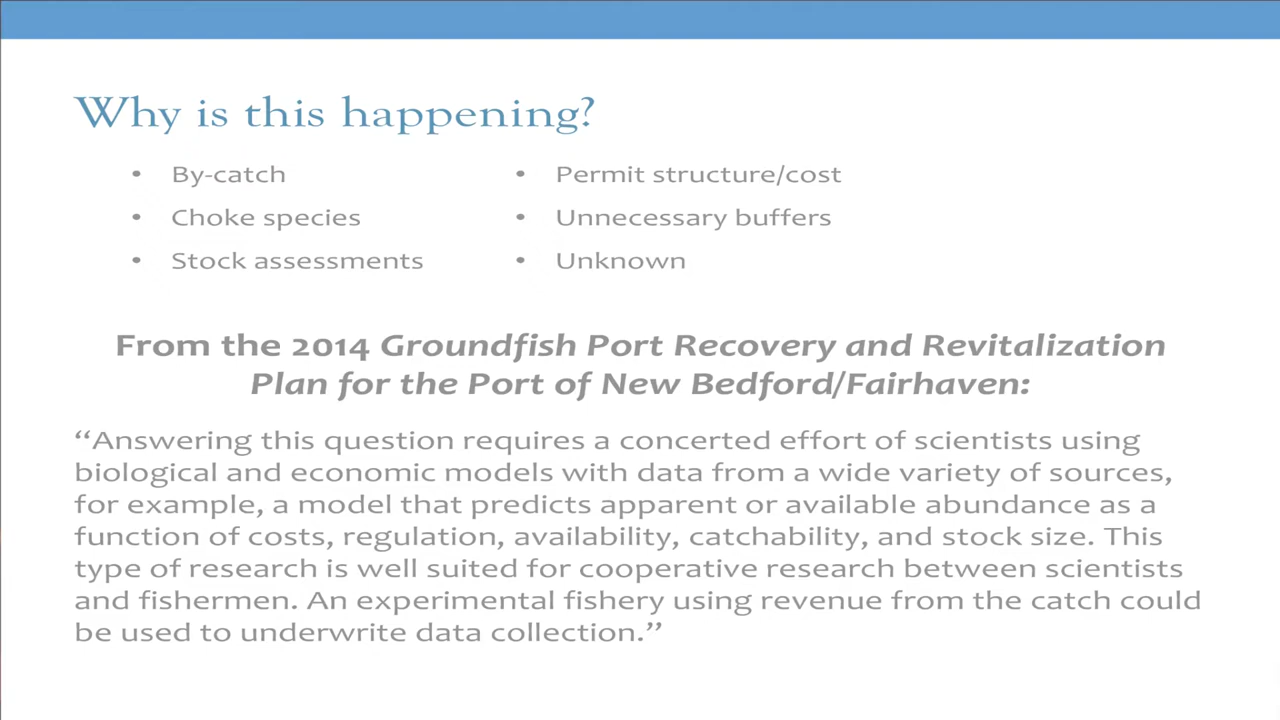 Why is this happening?
• By-catch
• Choke species
• Stock assessments
• Permit structure/cost
• Unnecessary buffers
• Unknown
From the 2014 Groundfish Port Recovery and Revitalization
Plan for the Port of New Bedford/Fairhaven:
“Answering this question requires a concerted effort of scientists using
biological and economic models with data from a wide variety of sources,
for example, a model that predicts apparent or available abundance as a
function of costs, regulation, availability, catchability, and stock size. This
type of research is well suited for cooperative research between scientists
and fishermen. An experimental fishery using revenue from the catch could
be used to underwrite data collection.”